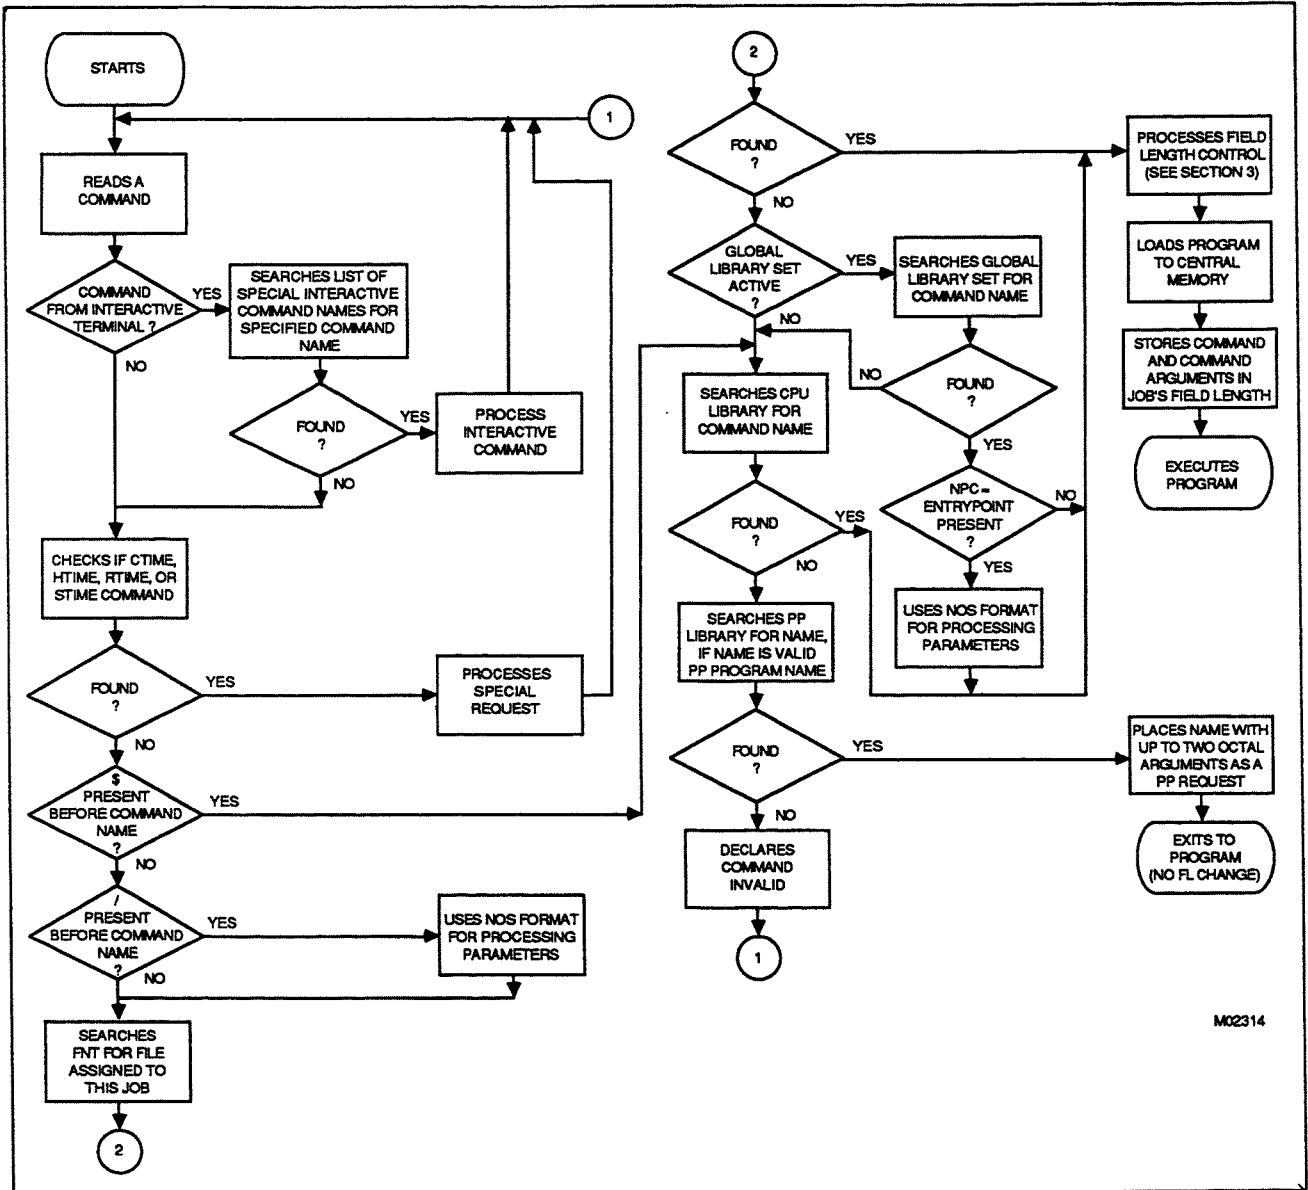 STARTS
1
READS A
COMMAND
COMMAND
FROM INTERACTIVE
TERMINAL ?
YES
NO
SEARCHES LIST OF
SPECIAL INTERACTIVE
COMMAND NAMES FOR
SPECIFIED COMMAND
NAME
FOUND
?
YES
NO
PROCESS
INTERACTIVE
COMMAND
CHECKS IF CTIME,
HTIME, RTIME, OR
STIME COMMAND
FOUND
?
YES
NO
PROCESSES
SPECIAL
REQUEST
$
PRESENT
BEFORE COMMAND
NAME
?
YES
NO
/
PRESENT
BEFORE COMMAND
NAME
?
YES
NO
USES NOS FORMAT
FOR PROCESSING
PARAMETERS
SEARCHES
FNT FOR FILE
ASSIGNED TO
THIS JOB
2
2
FOUND
?
YES
NO
GLOBAL
LIBRARY SET
ACTIVE
?
YES
NO
SEARCHES GLOBAL
LIBRARY SET FOR
COMMAND NAME
FOUND
?
NO
YES
NPC=
ENTRYPOINT
PRESENT
?
NO
YES
USES NOS FORMAT
FOR PROCESSING
PARAMETERS
SEARCHES CPU
LIBRARY FOR
COMMAND NAME
FOUND
?
YES
NO
SEARCHES PP
LIBRARY FOR NAME,
IF NAME IS VALID
PP PROGRAM NAME
FOUND
?
YES
NO
DECLARES
COMMAND
INVALID
1
PROCESSES FIELD
LENGTH CONTROL
(SEE SECTION 3)
LOADS PROGRAM
TO CENTRAL
MEMORY
STORES COMMAND
AND COMMAND
ARGUMENTS IN
JOB'S FIELD LENGTH
EXECUTES
PROGRAM
PLACES NAME WITH
UP TO TWO OCTAL
ARGUMENTS AS A
PP REQUEST
EXITS TO
PROGRAM
(NO FL CHANGE)
M02314